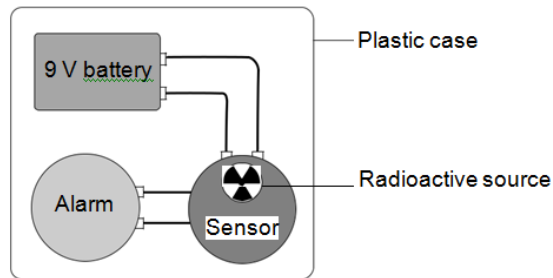 9 V battery
Plastic case
Radioactive source
Alarm
Sensor